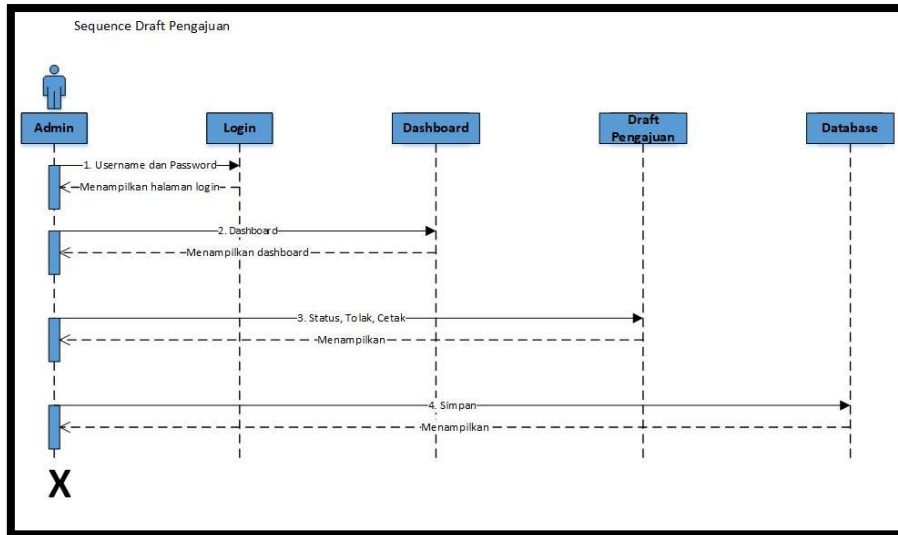 Sequence Draft Pengajuan
Admin
Login
Dashboard
Draft
Pengajuan
Database
1. Username dan Password
Menampilkan halaman login
2. Dashboard
Menampilkan dashboard
3. Status, Tolak, Cetak
Menampilkan
4. Simpan
Menampilkan
X